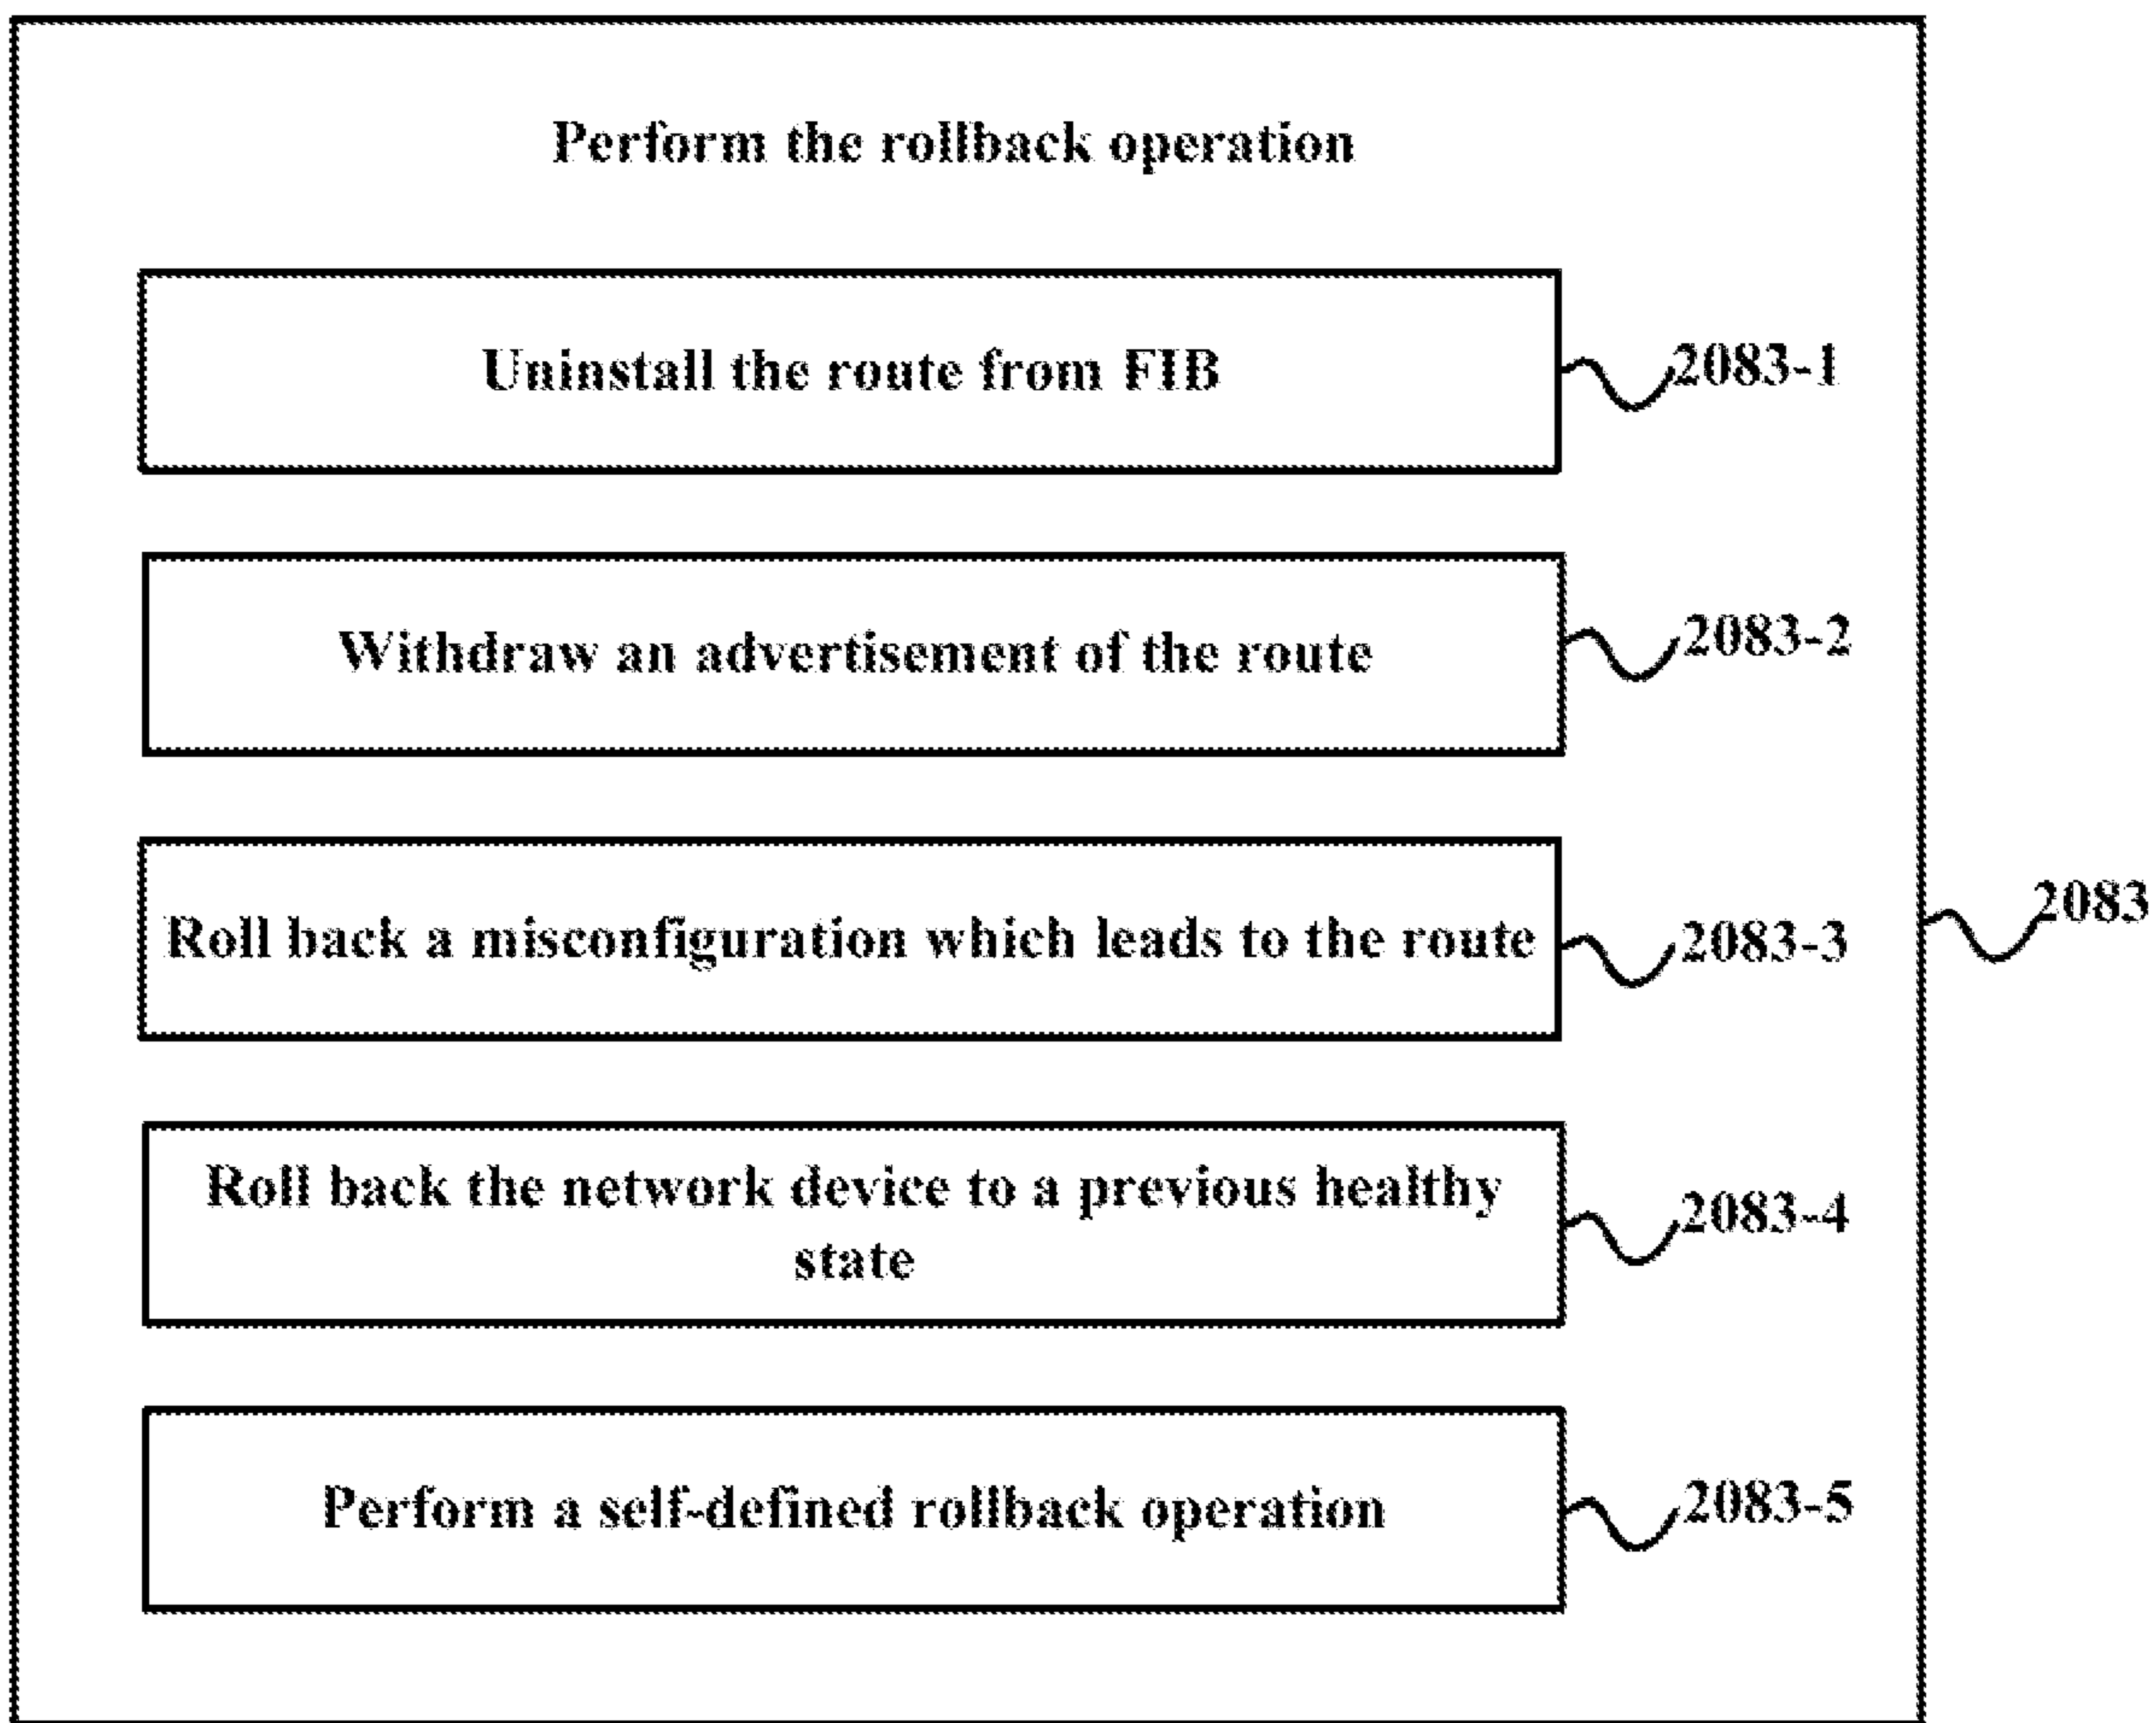 Perform the rollback operation
Uninstall the route from FIB
2083-1
Withdraw an advertisement of the route
2083-2
Roll back a misconfiguration which leads to the route
2083-3
2083
Roll back the network device to a previous healthy
state
2083-4
Perform a self-defined rollback operation
2083-5